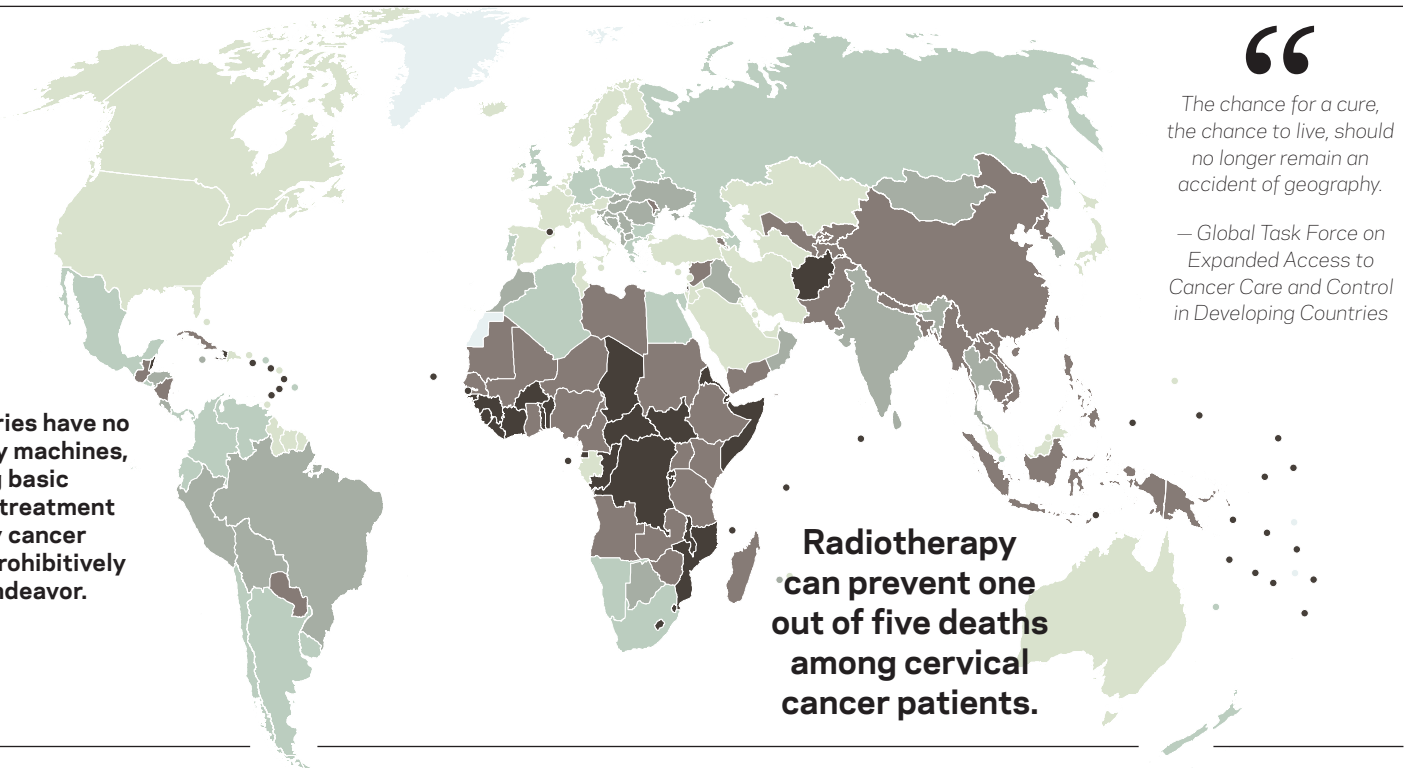 “
The chance for a cure,
the chance to live, should
no longer remain an
accident of geography.
— Global Task Force on
Expanded Access to
Cancer Care and Control
in Developing Countries
ries have no
y machines,
g basic
treatment
y cancer
rohibitively
ndeavor.
Radiotherapy
can prevent one
out of five deaths
among cervical
cancer patients.